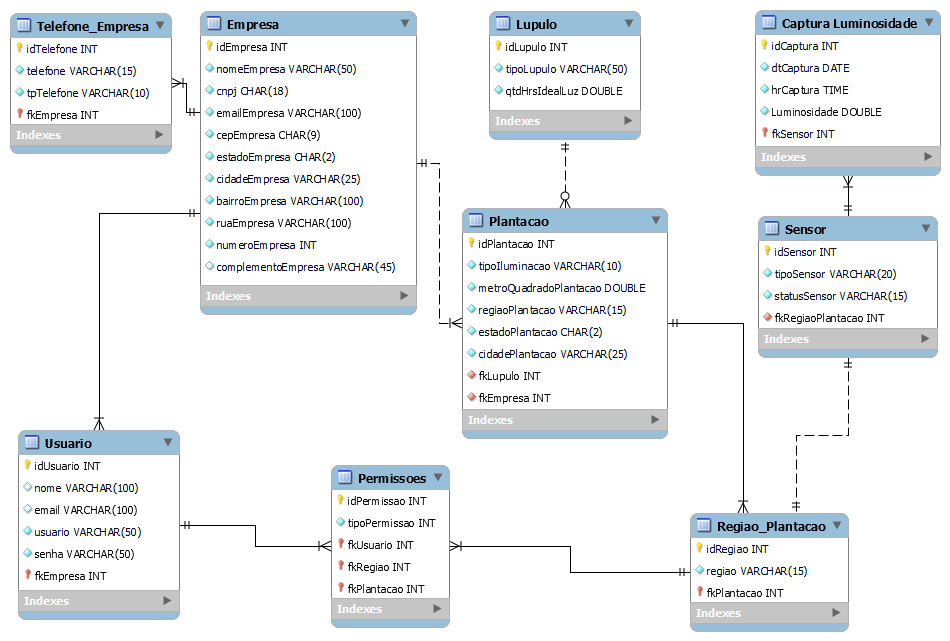 Telefone_Empresa
idTelefone INT
telefone VARCHAR(15)
tpTelefone VARCHAR(10)
fkEmpresa INT
Indexes
Empresa
idEmpresa INT
nomeEmpresa VARCHAR(50)
cnpj CHAR(18)
emailEmpresa VARCHAR(100)
cepEmpresa CHAR(9)
estadoEmpresa CHAR(2)
cidadeEmpresa VARCHAR(25)
bairroEmpresa VARCHAR(100)
ruaEmpresa VARCHAR(100)
numeroEmpresa INT
complementoEmpresa VARCHAR(45)
Indexes
Lupulo
idLupulo INT
tipoLupulo VARCHAR(50)
qtdHrsIdealLuz DOUBLE
Indexes
Captura Luminosidade
idCaptura INT
dtCaptura DATE
hrCaptura TIME
Luminosidade DOUBLE
fkSensor INT
Indexes
Plantacao
idPlantacao INT
tipoIluminacao VARCHAR(10)
metroQuadradoPlantacao DOUBLE
regiaoPlantacao VARCHAR(15)
estadoPlantacao CHAR(2)
cidadePlantacao VARCHAR(25)
fkLupulo INT
fkEmpresa INT
Indexes
Sensor
idSensor INT
tipoSensor VARCHAR(20)
statusSensor VARCHAR(15)
fkRegiaoPlantacao INT
Indexes
Usuario
idUsuario INT
nome VARCHAR(100)
email VARCHAR(100)
usuario VARCHAR(50)
senha VARCHAR(50)
fkEmpresa INT
Indexes
Permissoes
idPermissao INT
tipoPermissao INT
fkUsuario INT
fkRegiao INT
fkPlantacao INT
Indexes
Regiao_Plantacao
idRegiao INT
regiao VARCHAR(15)
fkPlantacao INT
Indexes